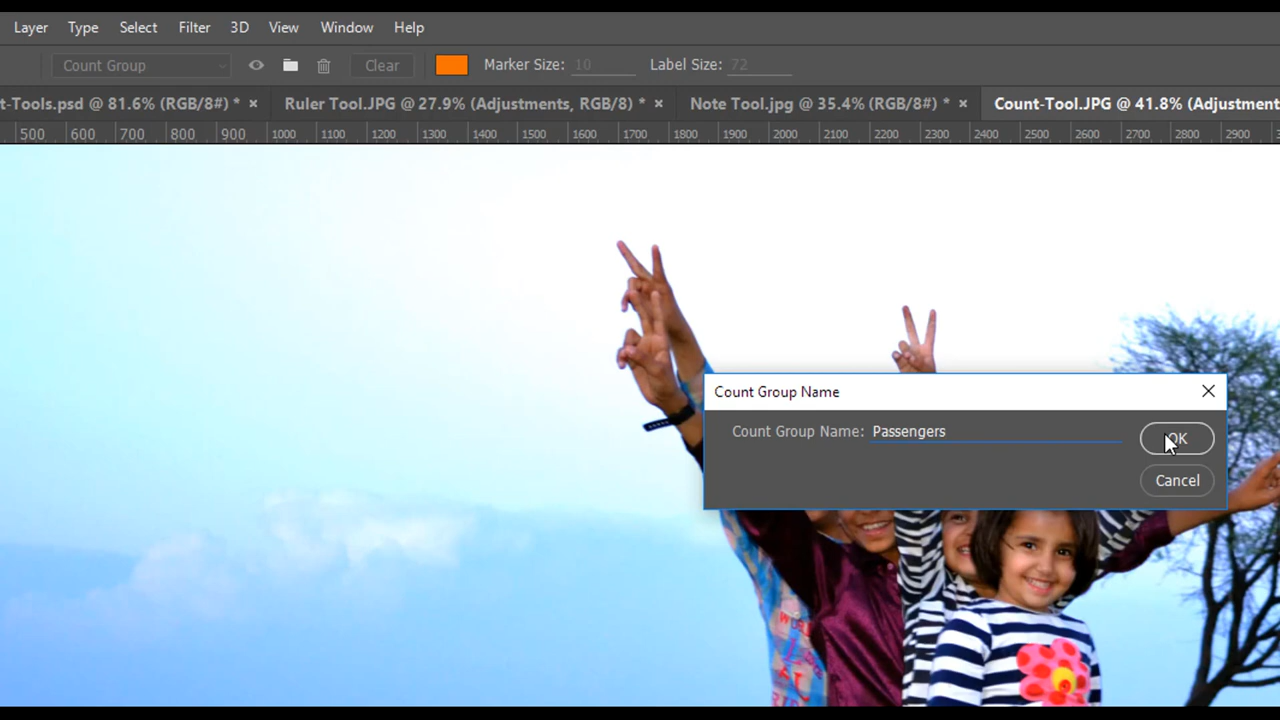 Layer Type Select Filter 3D View Window Help
Count Group Clear Marker Size: 10 Label Size: 72
t-Tools.psd @ 81.6% (RGB/8#) * × Ruler Tool.JPG @ 27.9% (Adjustments, RGB/8) * × Note Tool.jpg @ 35.4% (RGB/8#) * × Count-Tool.JPG @ 41.8% (Adjustment
500 600 700 800 900 1000 1100 1200 1300 1400 1500 1600 1700 1800 1900 2000 2100 2200 2300 2400 2500 2600 2700 2800 2900
Count Group Name
Count Group Name: Passengers
OK
Cancel